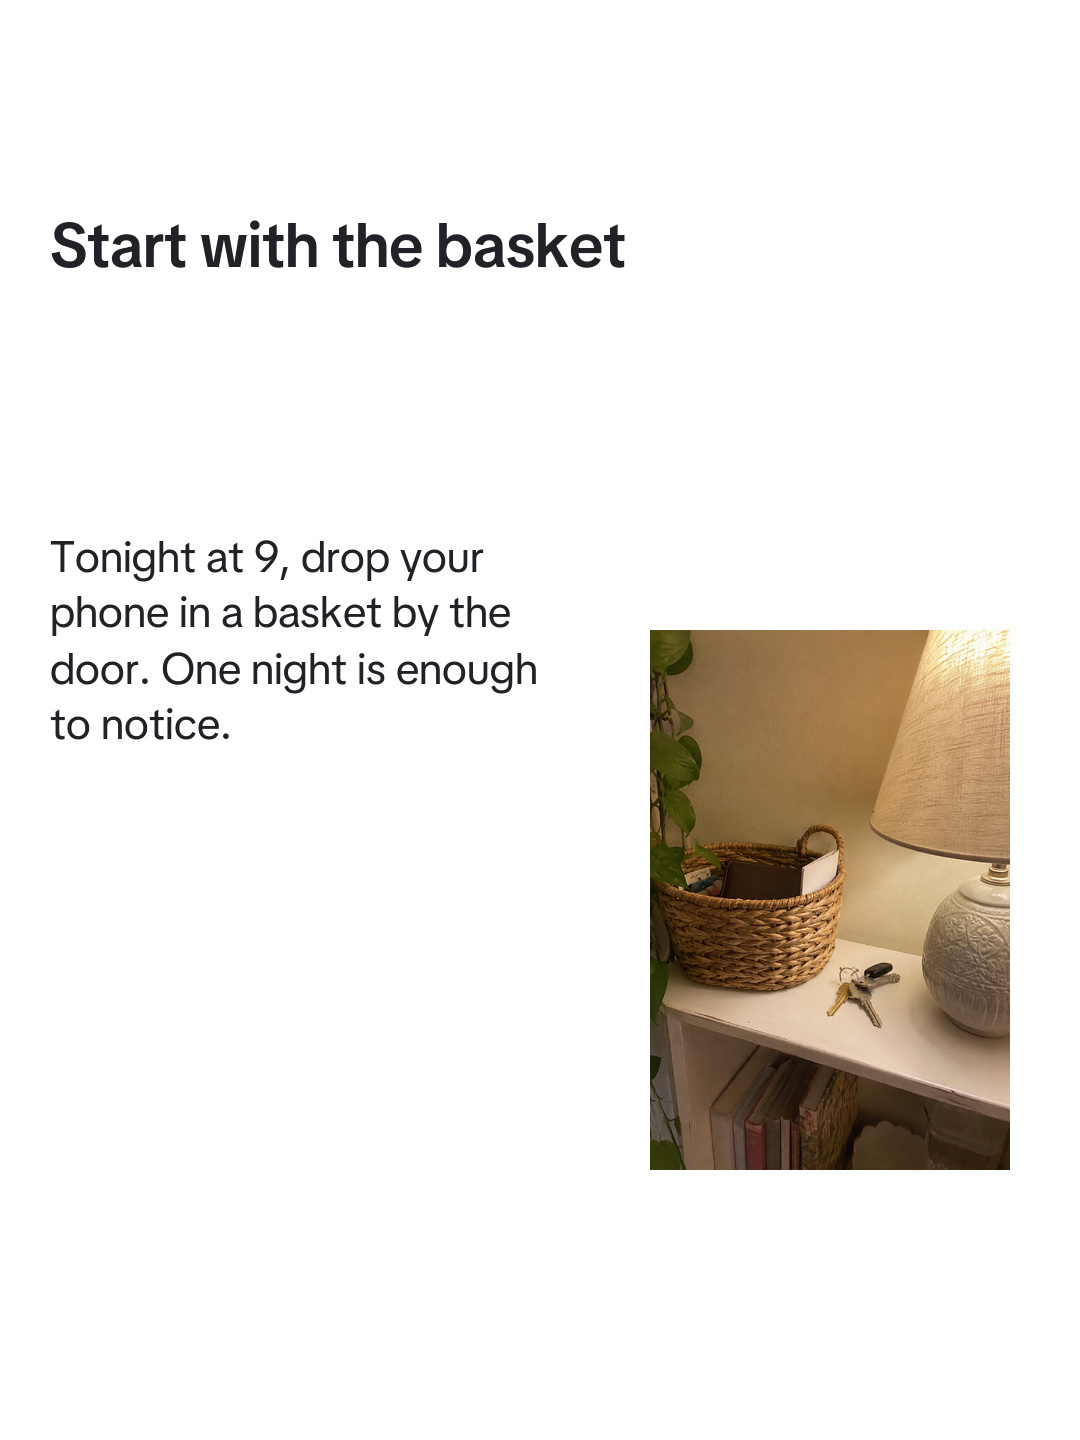 Start with the basket
Tonight at 9, drop your
phone in a basket by the
door. One night is enough
to notice.